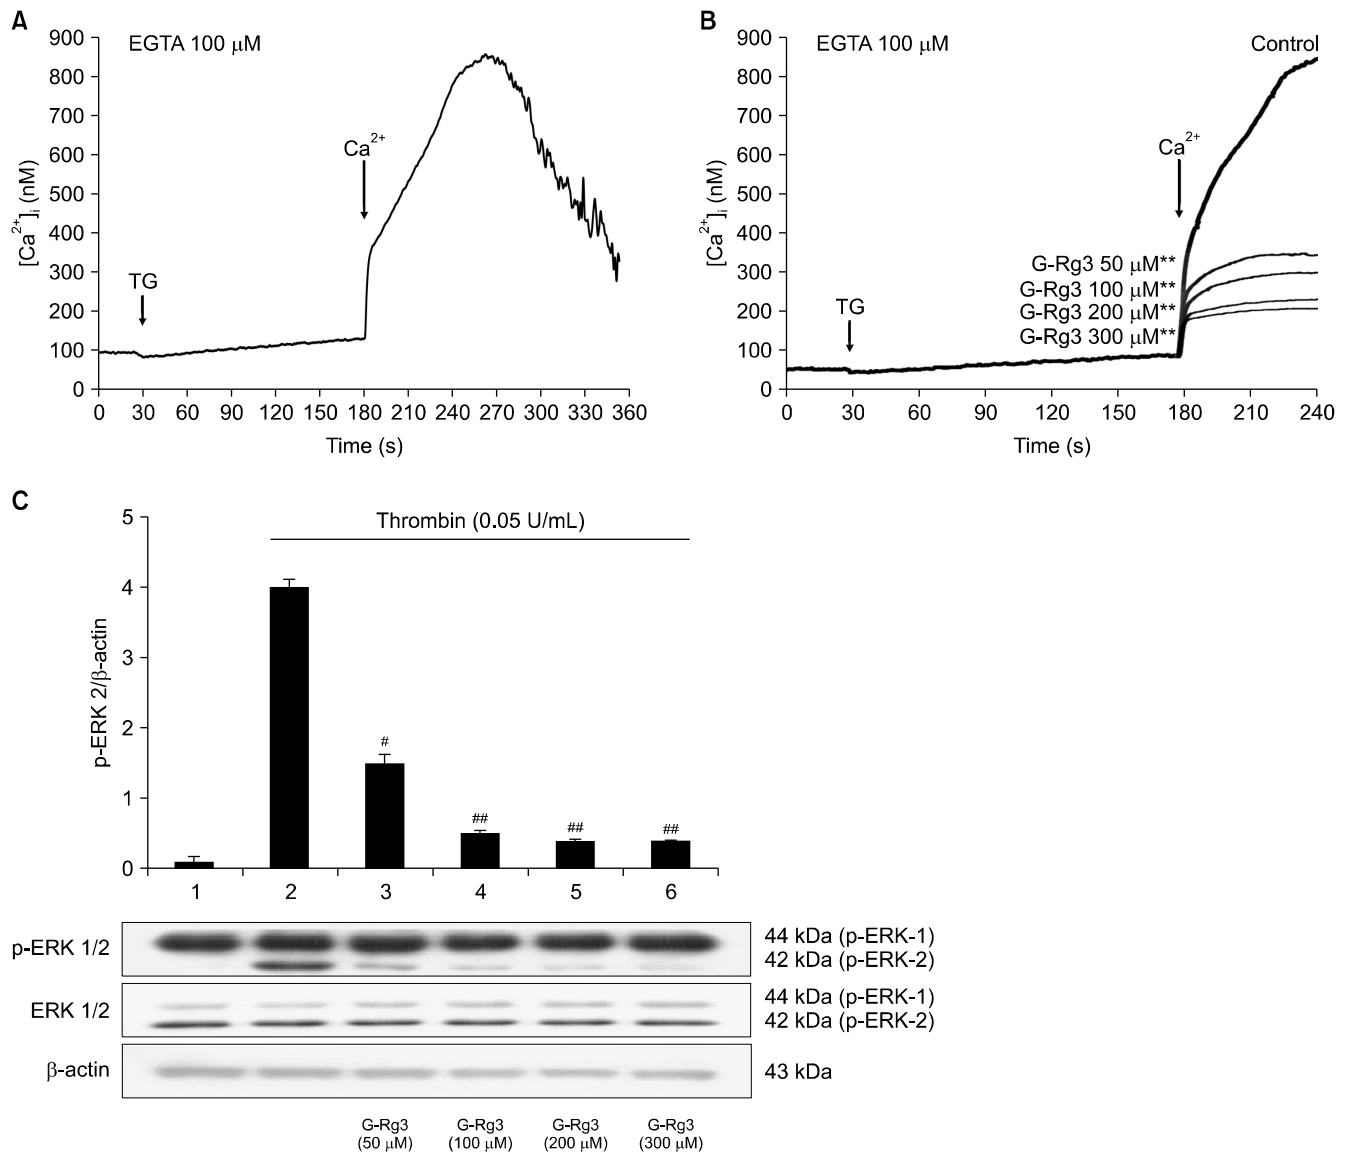 A
EGTA 100 μM
900
800
700
600
500
400
300
200
100
0
[Ca2+]i (nM)
TG
Ca2+
0 30 60 90 120 150 180 210 240 270 300 330 360
Time (s)
B
EGTA 100 μM
Control
900
800
700
600
500
400
300
200
100
0
[Ca2+]i (nM)
TG
Ca2+
G-Rg3 50 μM**
G-Rg3 100 μM**
G-Rg3 200 μM**
G-Rg3 300 μM**
0 30 60 90 120 150 180 210 240
Time (s)
C
Thrombin (0.05 U/mL)
5
4
3
2
1
0
p-ERK 2/β-actin
#
##
##
##
1 2 3 4 5 6
p-ERK 1/2
44 kDa (p-ERK-1)
42 kDa (p-ERK-2)
ERK 1/2
44 kDa (p-ERK-1)
42 kDa (p-ERK-2)
β-actin
43 kDa
G-Rg3 G-Rg3 G-Rg3 G-Rg3
(50 μM) (100 μM) (200 μM) (300 μM)